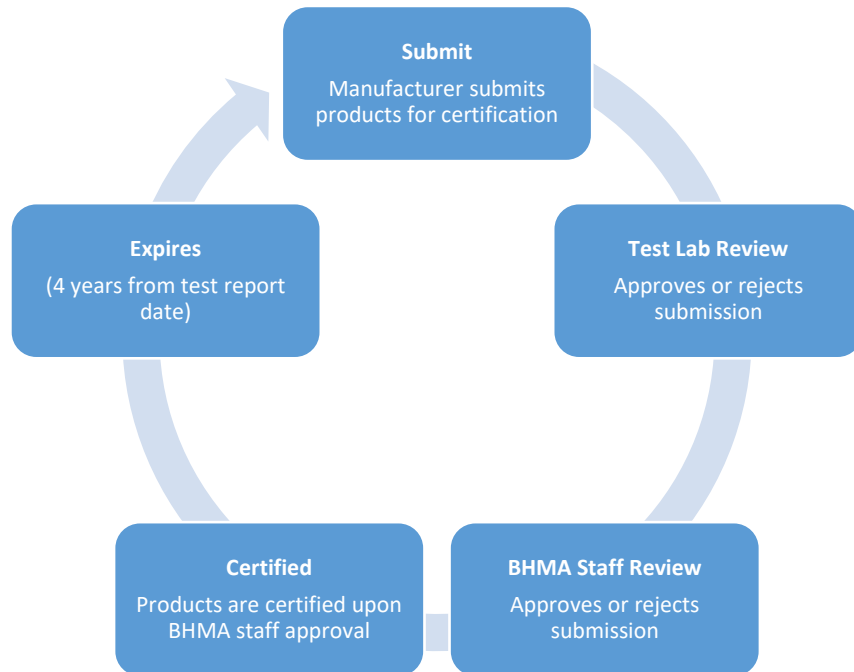 Submit
Manufacturer submits
products for certification
Test Lab Review
Approves or rejects
submission
BHMA Staff Review
Approves or rejects
submission
Certified
Products are certified upon
BHMA staff approval
Expires
(4 years from test report
date)